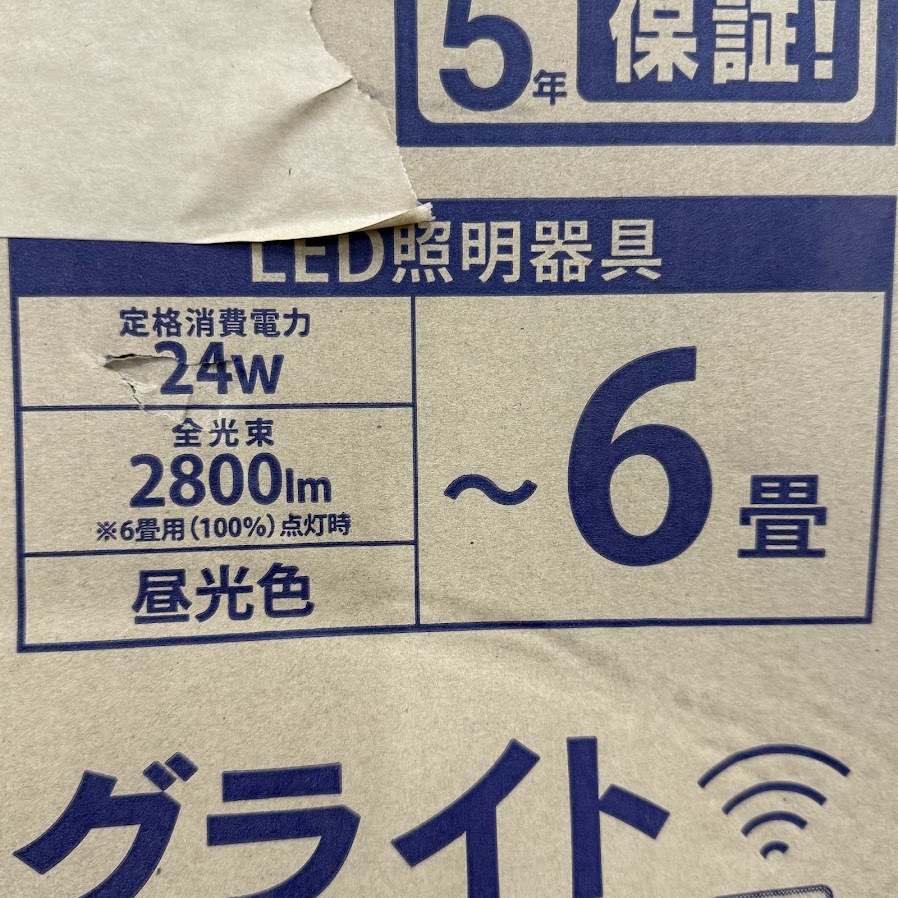 5年保証!
LED照明器具
定格消費電力
24W
全光束
2800lm
※6畳用(100%)点灯時
昼光色
～6畳
グライト